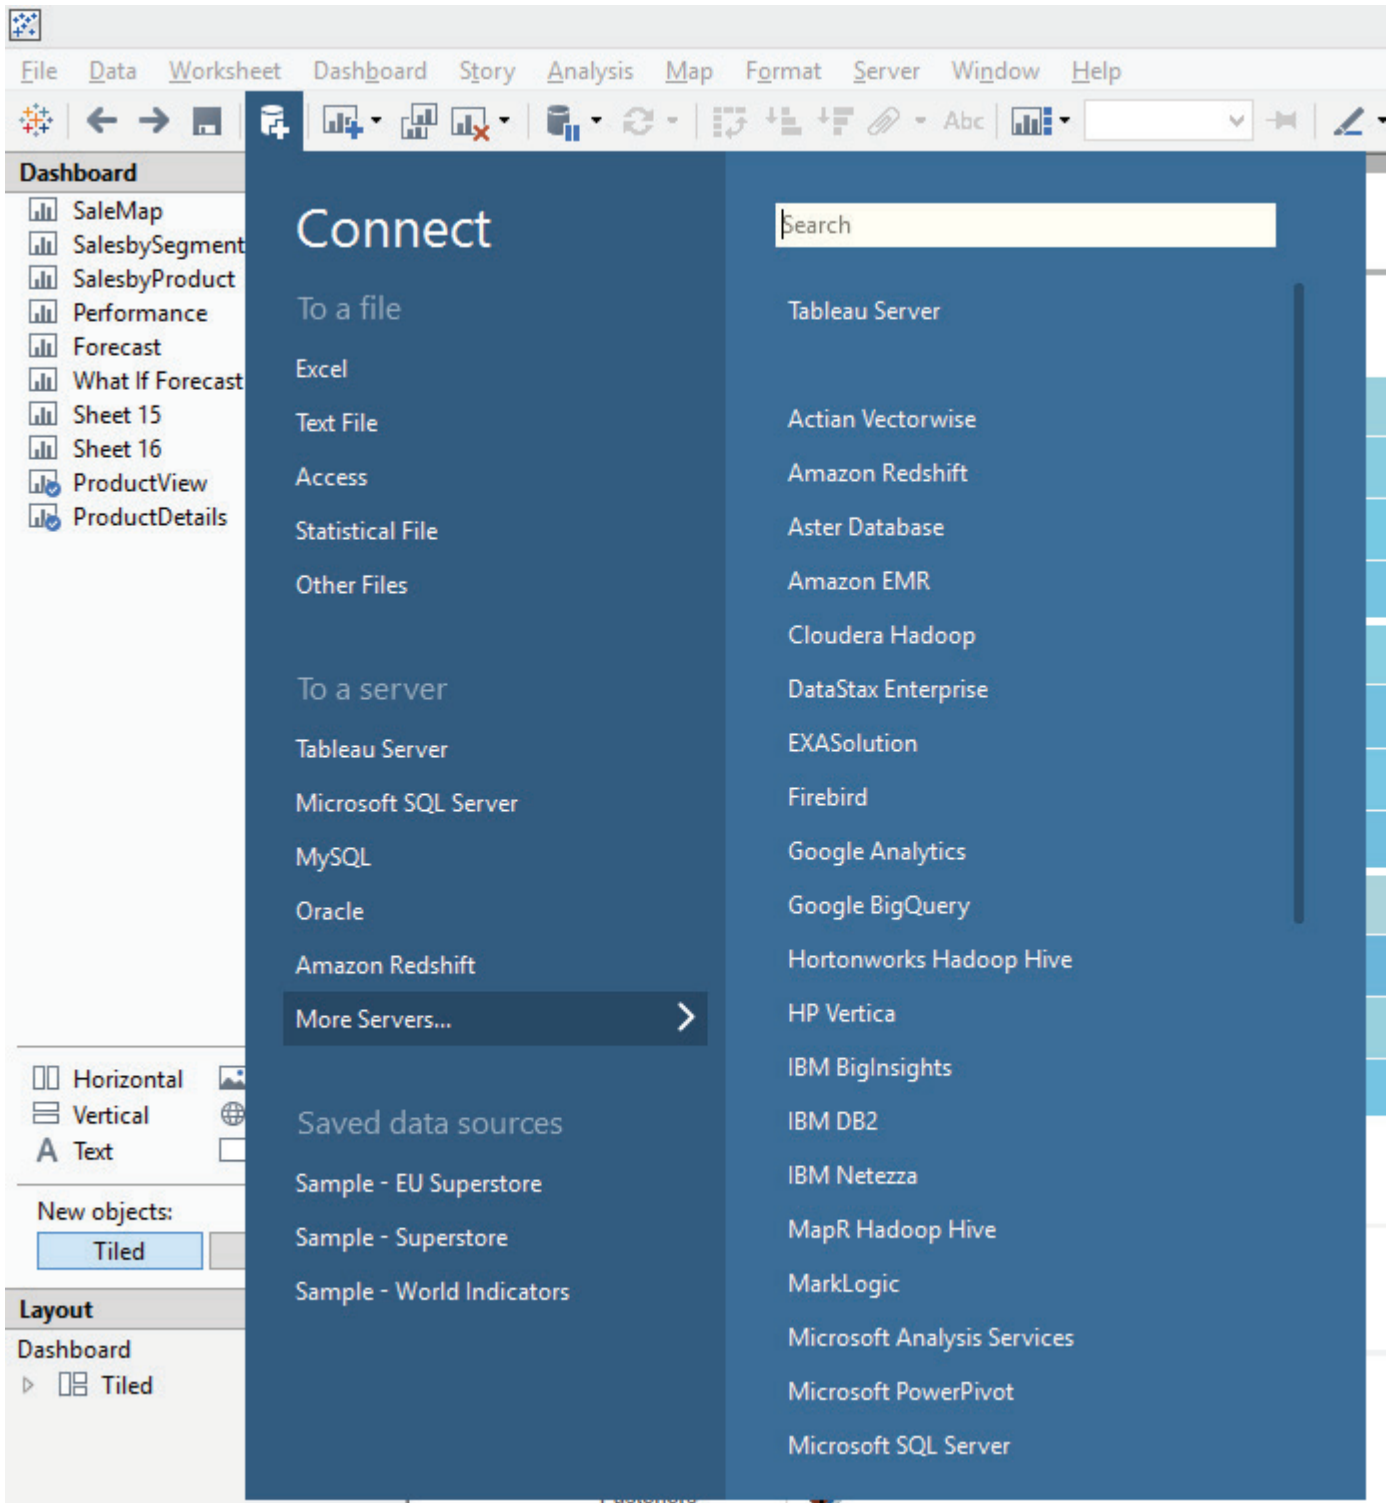 File Data Worksheet Dashboard Story Analysis Map Format Server Window Help
Abc
Dashboard
SaleMap
SalesbySegment
SalesbyProduct
Performance
Forecast
What If Forecast
Sheet 15
Sheet 16
ProductView
ProductDetails
Horizontal
Vertical
A Text
New objects:
Tiled
Layout
Dashboard
Tiled
Connect
To a file
Excel
Text File
Access
Statistical File
Other Files
To a server
Tableau Server
Microsoft SQL Server
MySQL
Oracle
Amazon Redshift
More Servers...
Saved data sources
Sample - EU Superstore
Sample - Superstore
Sample - World Indicators
Search
Tableau Server
Actian Vectorwise
Amazon Redshift
Aster Database
Amazon EMR
Cloudera Hadoop
DataStax Enterprise
EXASolution
Firebird
Google Analytics
Google BigQuery
Hortonworks Hadoop Hive
HP Vertica
IBM BigInsights
IBM DB2
IBM Netezza
MapR Hadoop Hive
MarkLogic
Microsoft Analysis Services
Microsoft PowerPivot
Microsoft SQL Server